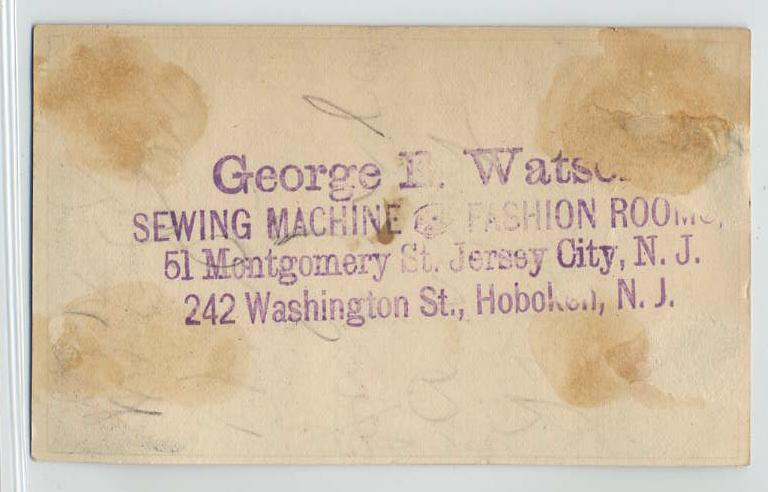 George E. Watson
SEWING MACHINE & FASHION ROOMS,
51 Montgomery St. Jersey City, N. J.
242 Washington St., Hoboken, N. J.